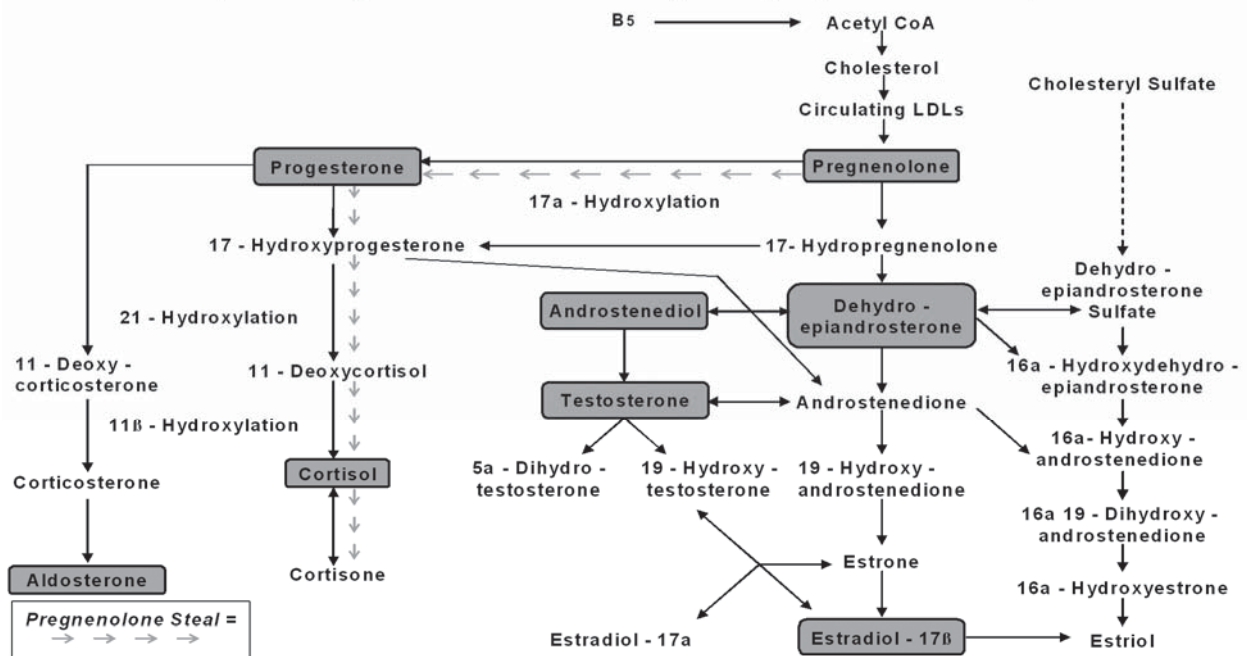 B5
Acetyl CoA
Cholesterol
Circulating LDLs
Cholesteryl Sulfate
Progesterone
Pregnenolone
17a - Hydroxylation
17 - Hydroxyprogesterone
17- Hydropregnenolone
Dehydro -
epiandrosterone
Sulfate
Androstenediol
Dehydro -
epiandrosterone
21 - Hydroxylation
11 - Deoxy -
corticosterone
11 - Deoxycortisol
16a - Hydroxydehydro -
epiandrosterone
Testosterone
Androstenedione
11ß - Hydroxylation
16a- Hydroxy-
androstenedione
Corticosterone
Cortisol
5a - Dihydro -
testosterone
19 - Hydroxy -
testosterone
19 - Hydroxy -
androstenedione
16a 19 - Dihydroxy -
androstenedione
Aldosterone
Cortisone
Estrone
16a - Hydroxyestrone
Pregnenolone Steal =
Estradiol - 17a
Estradiol - 17ß
Estriol